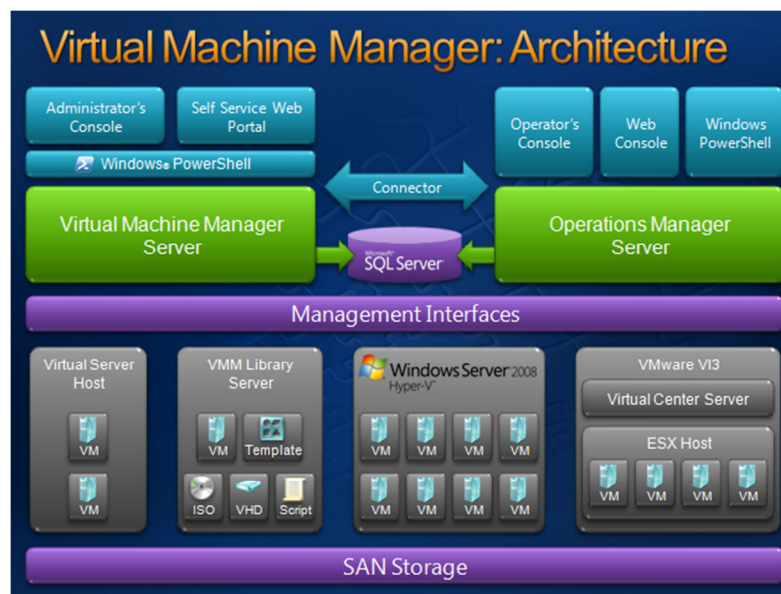 Virtual Machine Manager: Architecture
Administrator's
Console
Self Service Web
Portal
Windows® PowerShell
Connector
Operator's
Console
Web
Console
Windows
PowerShell
Virtual Machine Manager
Server
Microsoft®
SQL Server™
Operations Manager
Server
Management Interfaces
Virtual Server
Host
VM
VM
VMM Library
Server
VM
Template
ISO
VHD
Script
Windows Server® 2008
Hyper-V™
VM
VM
VM
VM
VM
VM
VM
VM
VMware VI3
Virtual Center Server
ESX Host
VM
VM
VM
VM
SAN Storage